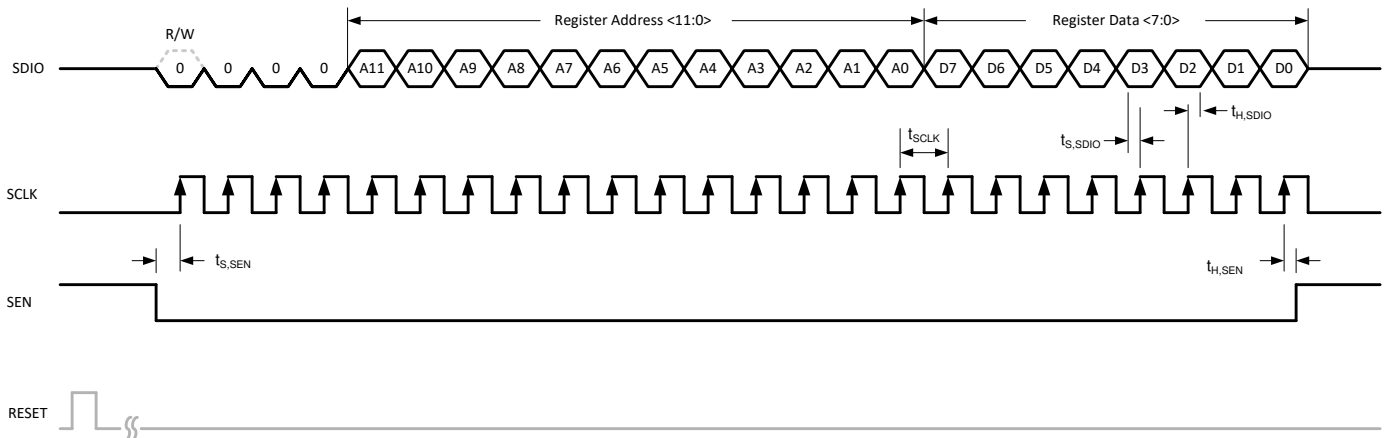 Register Address <11:0> Register Data <7:0>
R/W
SDIO 0 0 0 0 A11 A10 A9 A8 A7 A6 A5 A4 A3 A2 A1 A0 D7 D6 D5 D4 D3 D2 D1 D0
tH,SDIO
tSCLK
tS,SDIO
SCLK
tS,SEN tH,SEN
SEN
RESET